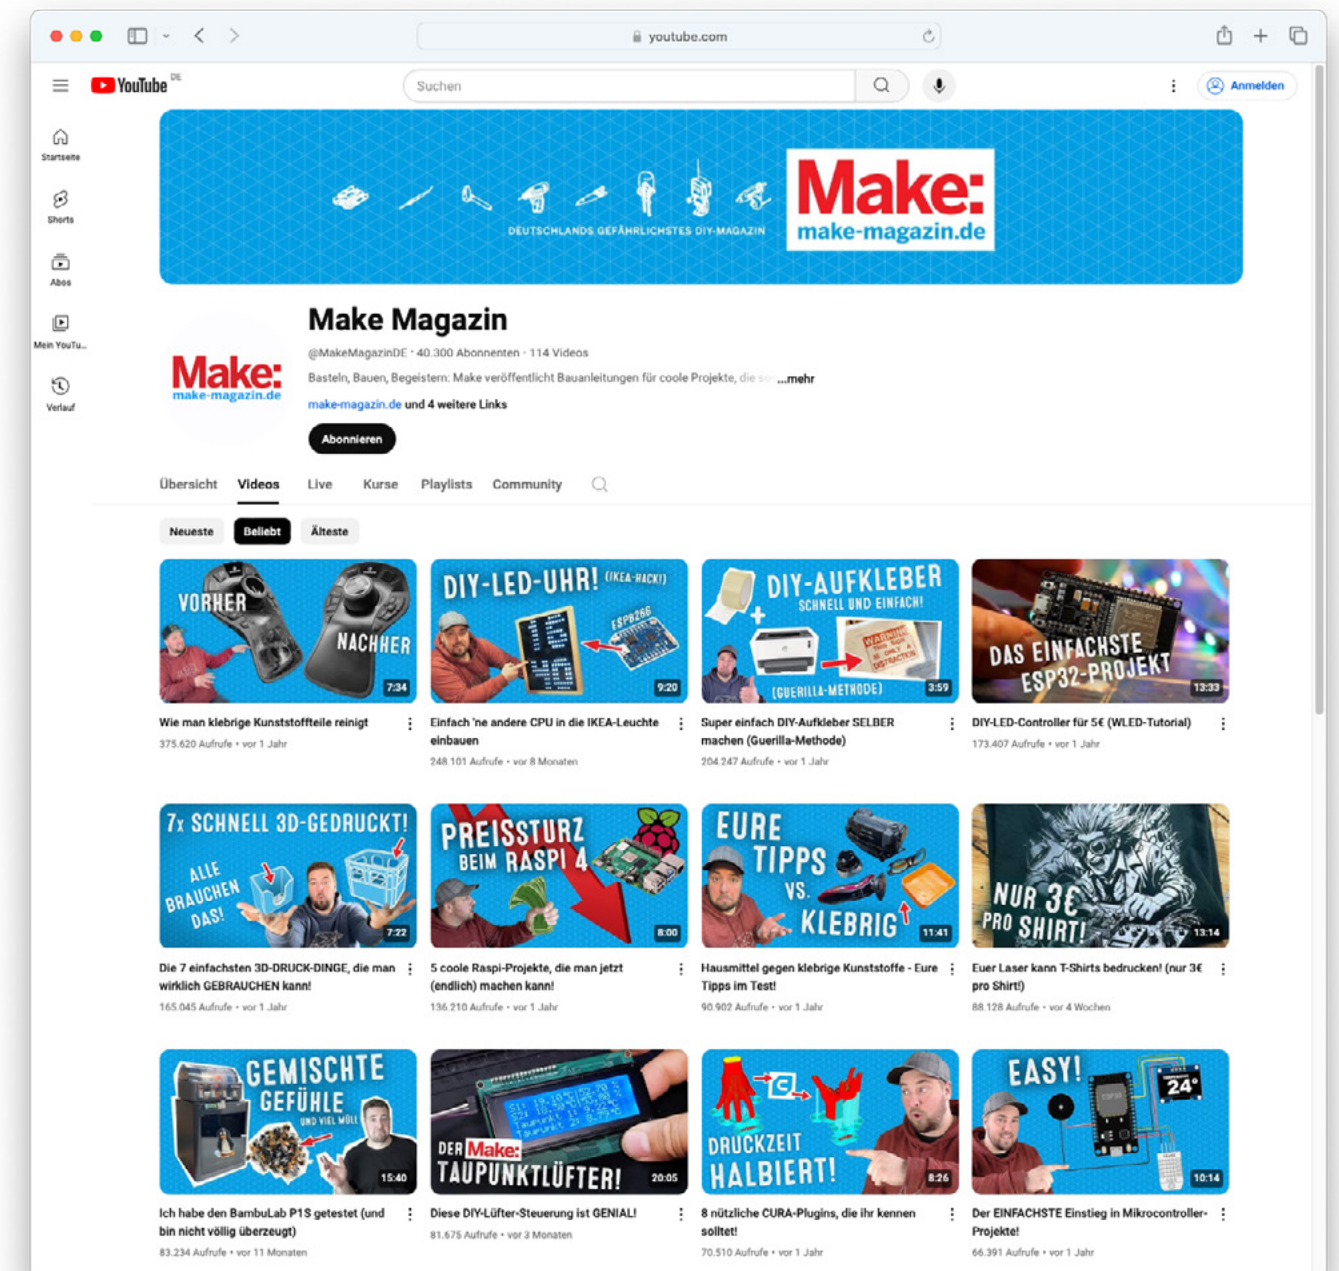 youtube.com
YouTube DE
Suchen
Anmelden
Startseite
Shorts
Abos
Mein YouTu...
Verlauf
DEUTSCHLANDS GEFÄHRLICHSTES DIY-MAGAZIN
Make:
make-magazin.de
Make:
make-magazin.de
Make Magazin
@MakeMagazinDE · 40.300 Abonnenten · 114 Videos
Basteln, Bauen, Begeistern: Make veröffentlicht Bauanleitungen für coole Projekte, die ...mehr
make-magazin.de und 4 weitere Links
Abonnieren
Übersicht Videos Live Kurse Playlists Community
Neueste Beliebt Älteste
VORHER
NACHHER
7:34
Wie man klebrige Kunststoffteile reinigt
375.620 Aufrufe · vor 1 Jahr
DIY-LED-UHR! (IKEA-HACK!)
ESP8266
9:20
Einfach 'ne andere CPU in die IKEA-Leuchte
einbauen
248.101 Aufrufe · vor 8 Monaten
DIY-AUFKLEBER
SCHNELL UND EINFACH!
+
WARNING
THIS SIGN
IS ONLY A
DISTRACTION
(GUERILLA-METHODE)
3:59
Super einfach DIY-Aufkleber SELBER
machen (Guerilla-Methode)
204.247 Aufrufe · vor 1 Jahr
DAS EINFACHSTE
ESP32-PROJEKT
13:33
DIY-LED-Controller für 5€ (WLED-Tutorial)
173.407 Aufrufe · vor 1 Jahr
7x SCHNELL 3D-GEDRUCKT!
ALLE
BRAUCHEN
DAS!
7:22
Die 7 einfachsten 3D-DRUCK-DINGE, die man
wirklich GEBRAUCHEN kann!
165.045 Aufrufe · vor 1 Jahr
PREISSTURZ
BEIM RASPI 4
8:00
5 coole Raspi-Projekte, die man jetzt
(endlich) machen kann!
136.210 Aufrufe · vor 1 Jahr
EURE
TIPPS
VS.
KLEBRIG
11:41
Hausmittel gegen klebrige Kunststoffe - Eure
Tipps im Test!
90.902 Aufrufe · vor 1 Jahr
NUR 3€
PRO SHIRT!
13:14
Euer Laser kann T-Shirts bedrucken! (nur 3€
pro Shirt!)
88.128 Aufrufe · vor 4 Wochen
GEMISCHTE
GEFÜHLE
UND VIEL MÜLL
15:40
Ich habe den BambuLab P1S getestet (und
bin nicht völlig überzeugt)
83.234 Aufrufe · vor 11 Monaten
DER Make:
TAUPUNKTLÜFTER!
20:05
Diese DIY-Lüfter-Steuerung ist GENIAL!
81.675 Aufrufe · vor 3 Monaten
C
DRUCKZEIT
HALBIERT!
8:26
8 nützliche CURA-Plugins, die ihr kennen
solltet!
70.510 Aufrufe · vor 1 Jahr
EASY!
24°
10:14
Der EINFACHSTE Einstieg in Mikrocontroller-
Projekte!
66.391 Aufrufe · vor 1 Jahr